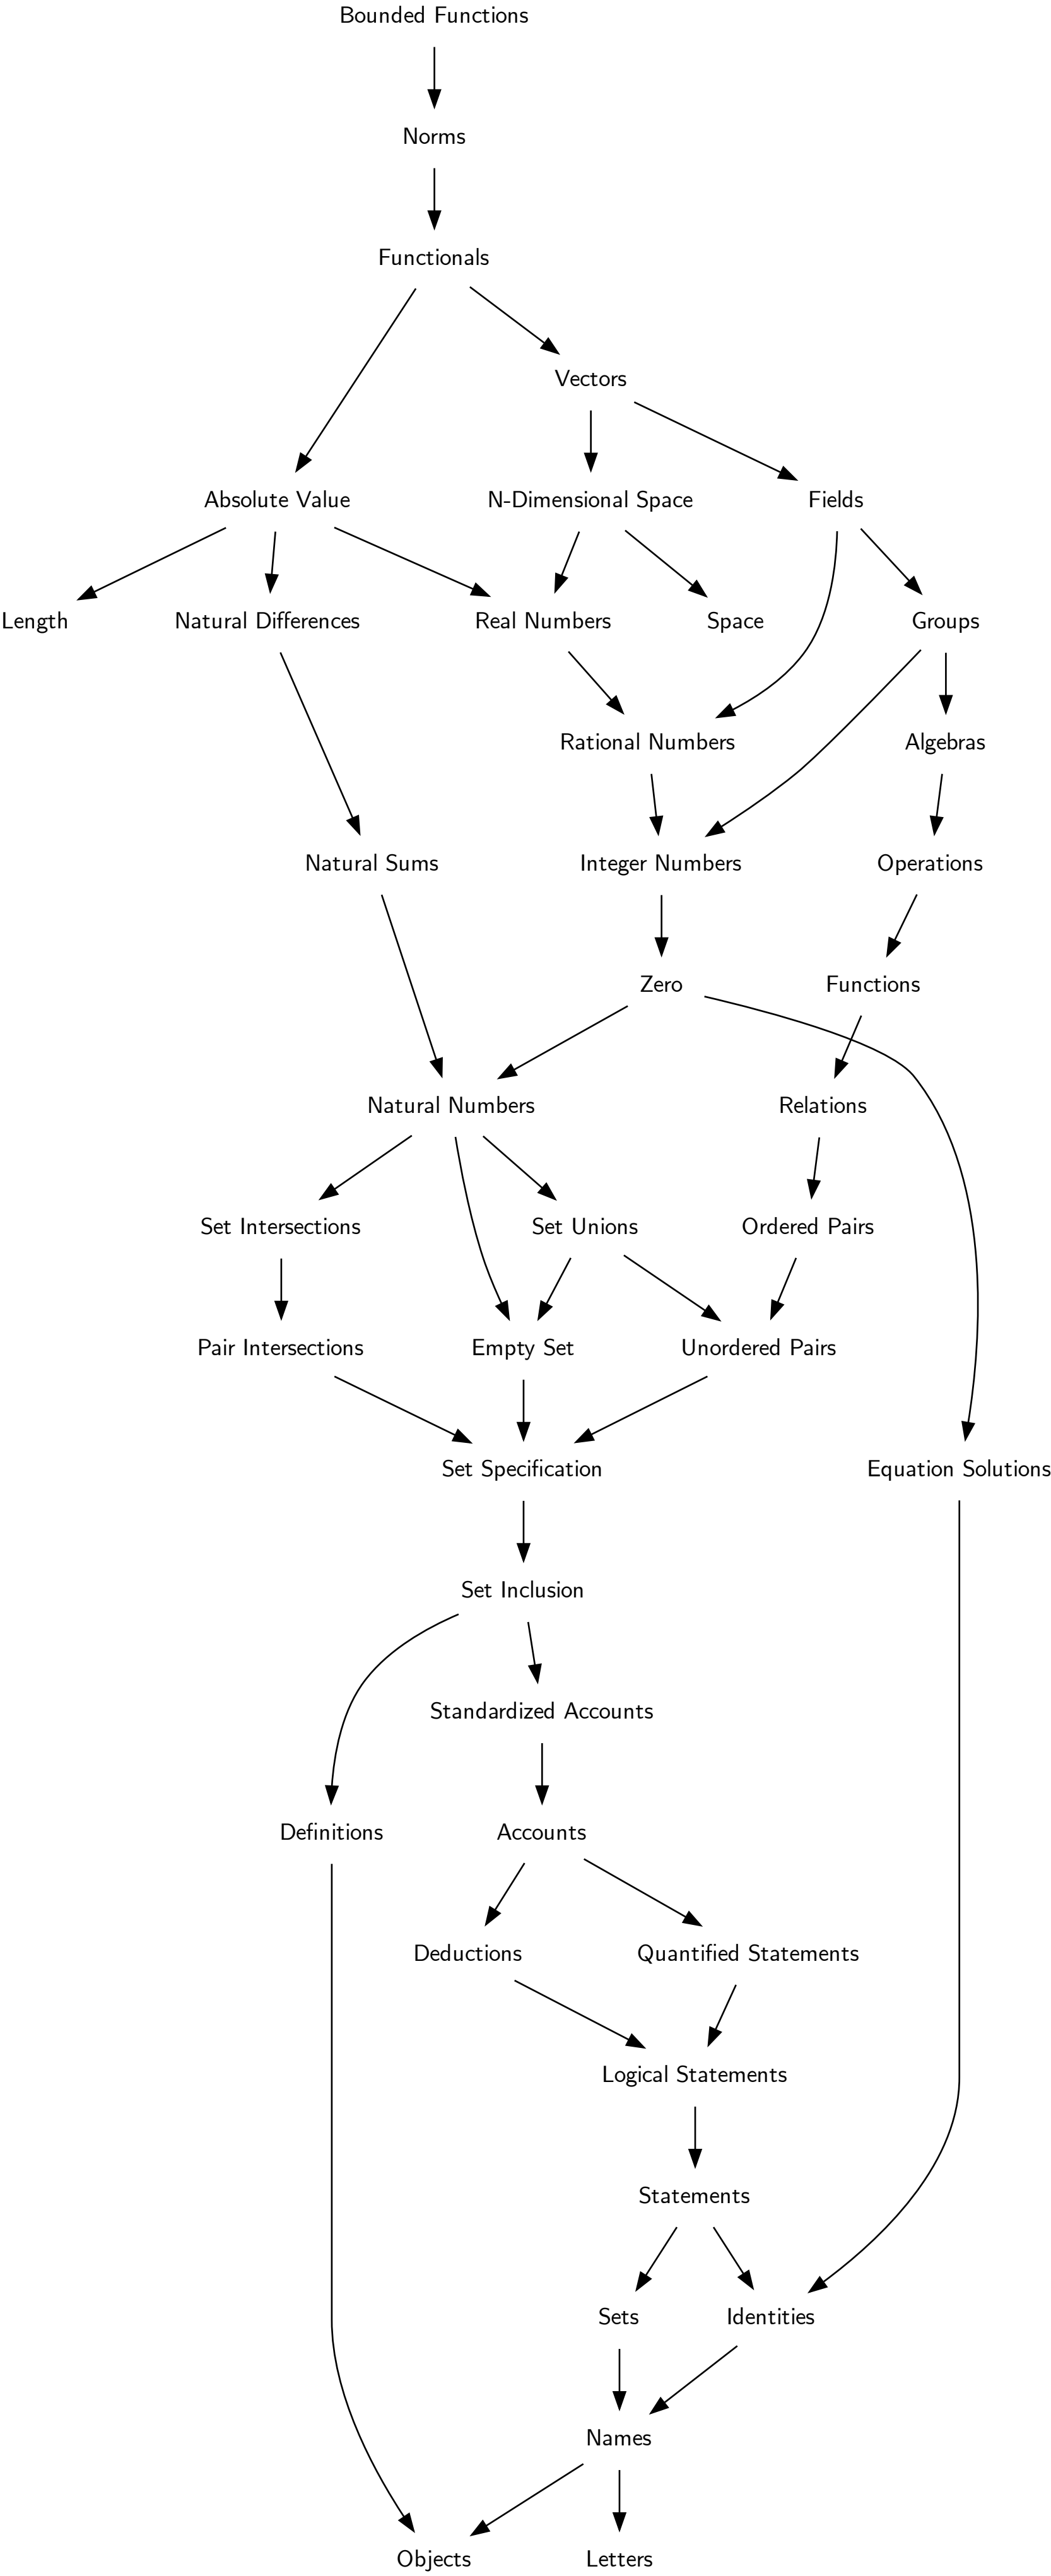 Bounded Functions
Norms
Functionals
Vectors
Absolute Value
N-Dimensional Space
Fields
Length
Natural Differences
Real Numbers
Space
Groups
Rational Numbers
Algebras
Natural Sums
Integer Numbers
Operations
Zero
Functions
Natural Numbers
Relations
Set Intersections
Set Unions
Ordered Pairs
Pair Intersections
Empty Set
Unordered Pairs
Set Specification
Equation Solutions
Set Inclusion
Standardized Accounts
Definitions
Accounts
Deductions
Quantified Statements
Logical Statements
Statements
Sets
Identities
Names
Objects
Letters